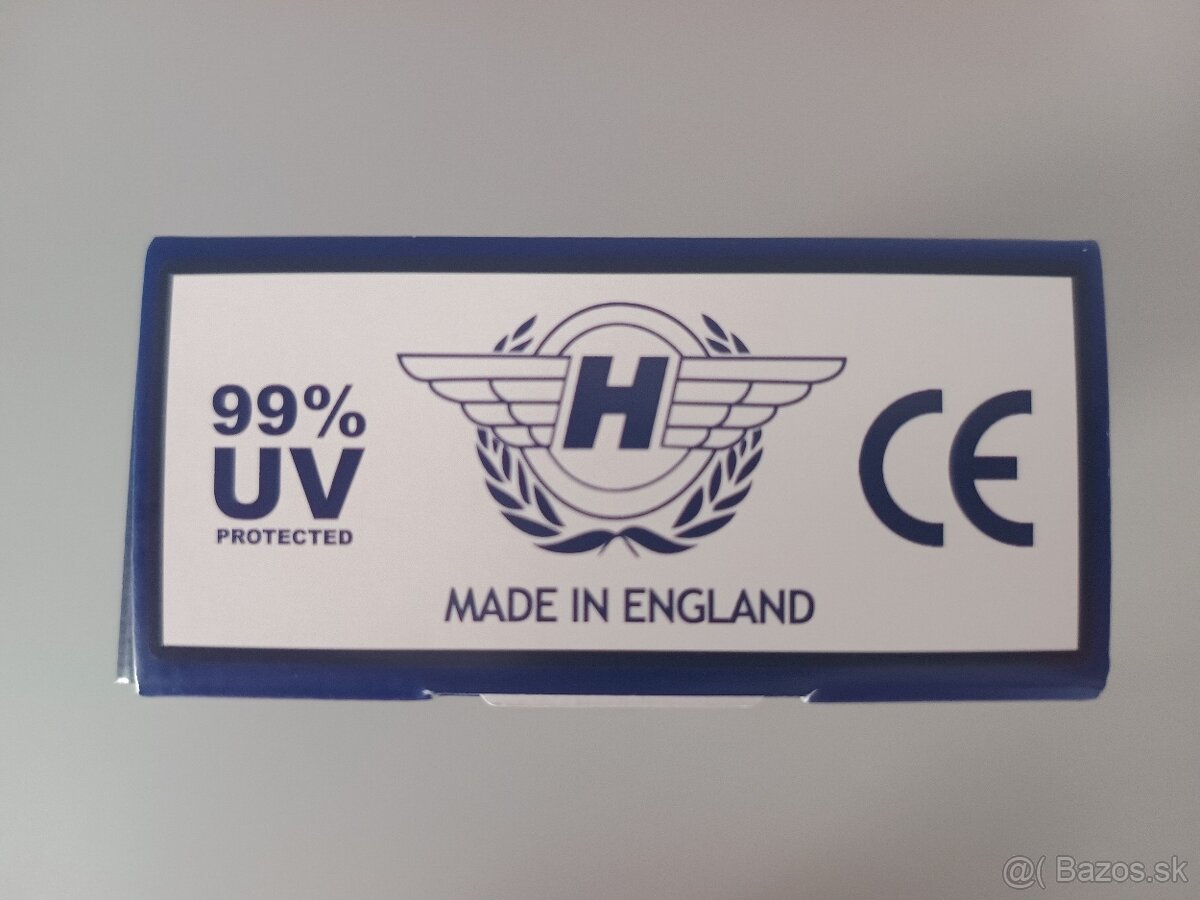 99%
UV
PROTECTED
H
CE
MADE IN ENGLAND
@( Bazos.sk